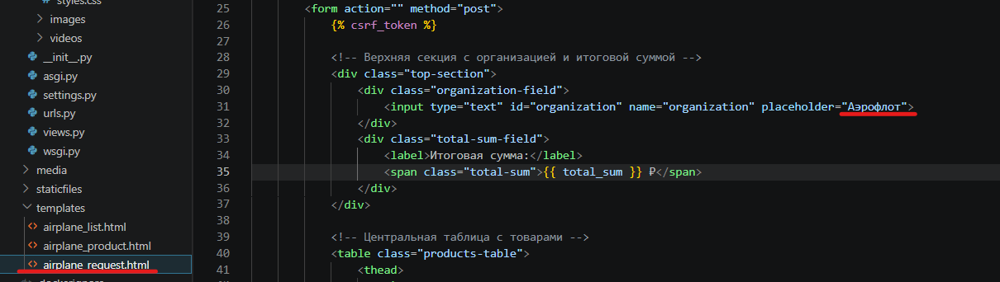 styles.css
images
videos
__init__.py
asgi.py
settings.py
urls.py
views.py
wsgi.py
media
staticfiles
templates
airplane_list.html
airplane_product.html
airplane_request.html
25 <form action="" method="post">
26 {% csrf_token %}
27
28 <!-- Верхняя секция с организацией и итоговой суммой -->
29 <div class="top-section">
30 <div class="organization-field">
31 <input type="text" id="organization" name="organization" placeholder="Аэрофлот">
32 </div>
33 <div class="total-sum-field">
34 <label>Итоговая сумма:</label>
35 <span class="total-sum">{{ total_sum }} ₽</span>
36 </div>
37 </div>
38
39 <!-- Центральная таблица с товарами -->
40 <table class="products-table">
41 <thead>